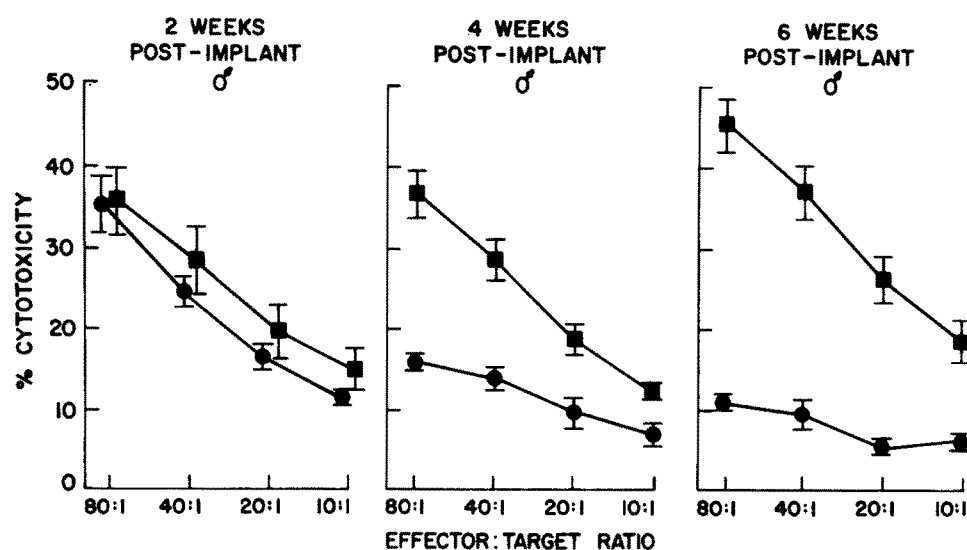 2 WEEKS
POST-IMPLANT
♂
4 WEEKS
POST-IMPLANT
♂
6 WEEKS
POST-IMPLANT
♂
% CYTOTOXICITY
50
40
30
20
10
0
80:1 40:1 20:1 10:1
80:1 40:1 20:1 10:1
80:1 40:1 20:1 10:1
EFFECTOR:TARGET RATIO